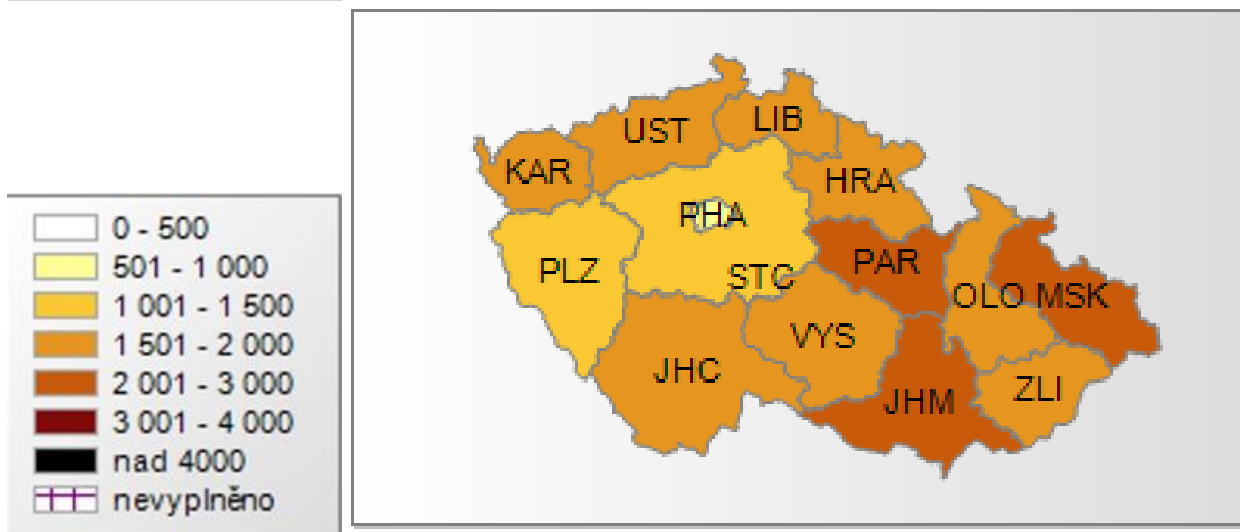 0 - 500
501 - 1 000
1 001 - 1 500
1 501 - 2 000
2 001 - 3 000
3 001 - 4 000
nad 4000
nevyplněno
UST
LIB
KAR
HRA
PHA
PLZ
STC
PAR
OLO
MSK
VYS
JHC
JHM
ZLI